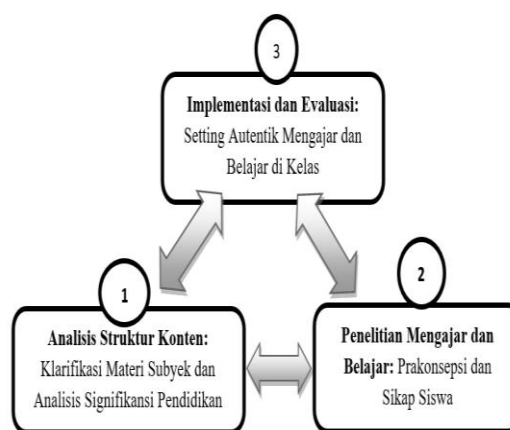 3
Implementasi dan Evaluasi:
Setting Autentik Mengajar dan
Belajar di Kelas
1
Analisis Struktur Konten:
Klarifikasi Materi Subyek dan
Analisis Signifikansi Pendidikan
2
Penelitian Mengajar dan
Belajar: Prakonsepsi dan
Sikap Siswa